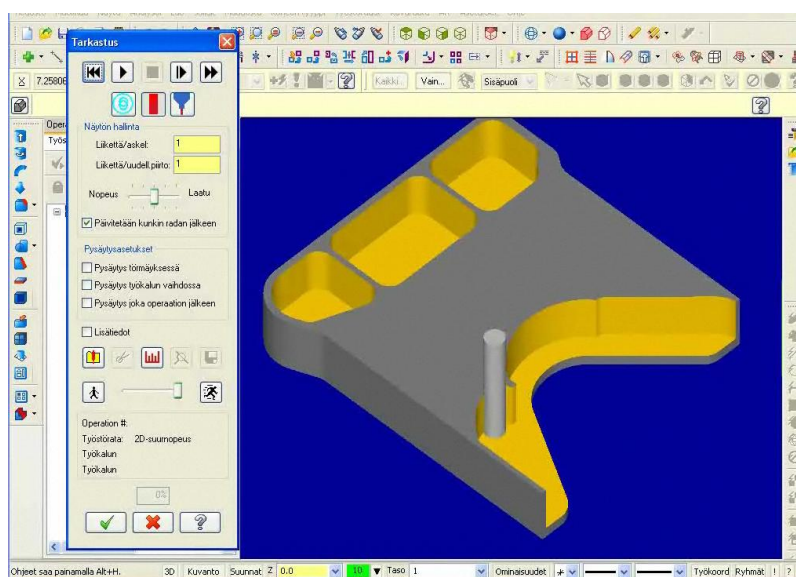 Tarkastus
7.25806
Kaikki...
Vain...
Sisäpuoli
Näytön hallinta
Liikettä/askel: 1
Liikettä/uudell.piirto: 1
Nopeus Laatu
Päivitetään kunkin radan jälkeen
Pysäytysasetukset
Pysäytys törmäyksessä
Pysäytys työkalun vaihdossa
Pysäytys joka operaation jälkeen
Lisätiedot
Operation #:
Työstörata: 2D-suurnopeus
Työkalun
Työkalun
0%
Ohjeet saa painamalla Alt+H. 3D Kuvanto Suunnat Z 0.0 10 Taso 1 Ominaisuudet Työkoord Ryhmät ! ?